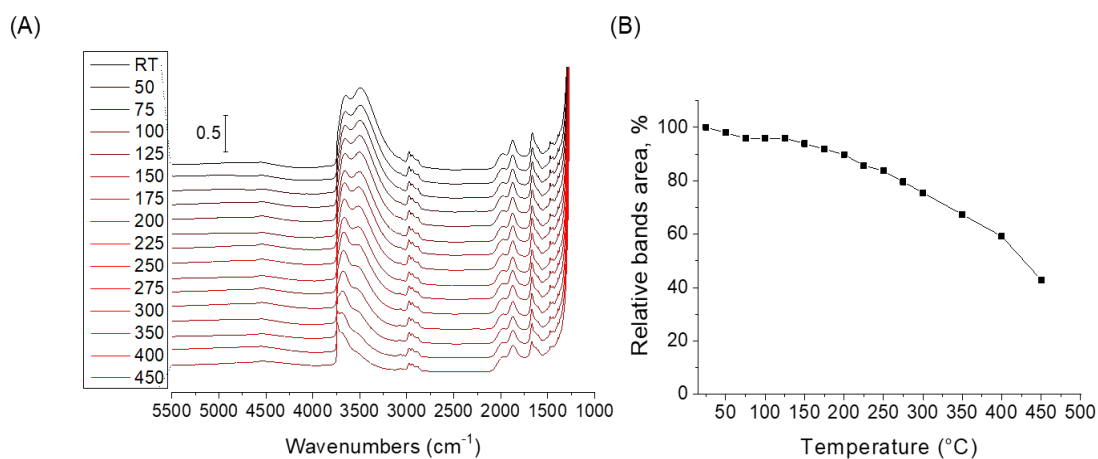 (A)
RT
50
75
100
125
150
175
200
225
250
275
300
350
400
450
0.5
5500 5000 4500 4000 3500 3000 2500 2000 1500 1000
Wavenumbers (cm⁻¹)
(B)
Relative bands area, %
100
80
60
40
20
0
50 100 150 200 250 300 350 400 450 500
Temperature (°C)